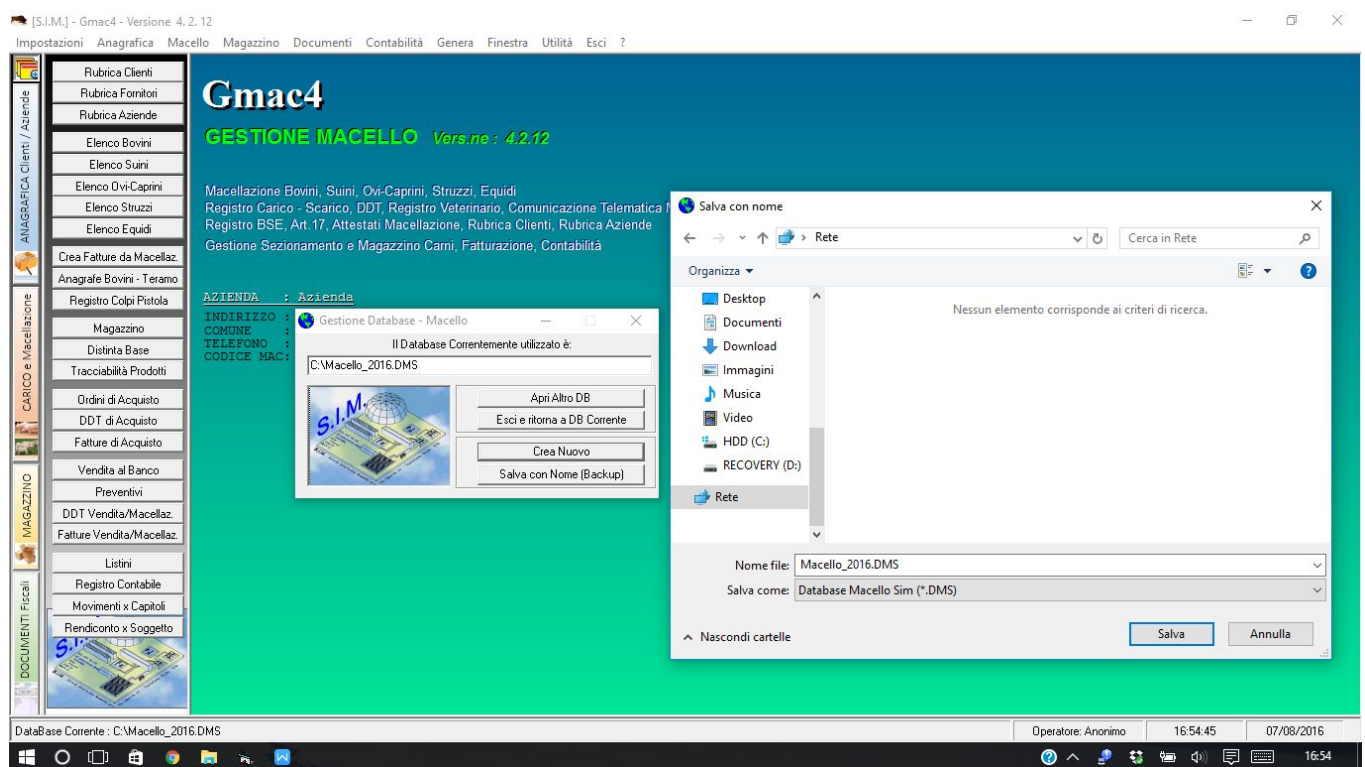 [S.I.M.] - Gmac4 - Versione 4. 2. 12
Impostazioni Anagrafica Macello Magazzino Documenti Contabilità Genera Finestra Utilità Esci ?
ANAGRAFICA Clienti / Aziende
CARICO e Macellazione
MAGAZZINO
DOCUMENTI Fiscali
Rubrica Clienti
Rubrica Fornitori
Rubrica Aziende
Elenco Bovini
Elenco Suini
Elenco Ovi-Caprini
Elenco Struzzi
Elenco Equidi
Crea Fatture da Macellaz.
Anagrafe Bovini - Teramo
Registro Colpi Pistola
Magazzino
Distinta Base
Tracciabilità Prodotti
Ordini di Acquisto
DDT di Acquisto
Fatture di Acquisto
Vendita al Banco
Preventivi
DDT Vendita/Macellaz.
Fatture Vendita/Macellaz.
Listini
Registro Contabile
Movimenti x Capitoli
Rendiconto x Soggetto
S.I.M.
Gmac4
GESTIONE MACELLO Vers.ne : 4.2.12
Macellazione Bovini, Suini, Ovi-Caprini, Struzzi, Equidi
Registro Carico - Scarico, DDT, Registro Veterinario, Comunicazione Telematica
Registro BSE, Art.17, Attestati Macellazione, Rubrica Clienti, Rubrica Aziende
Gestione Sezionamento e Magazzino Carni, Fatturazione, Contabilità
AZIENDA : Azienda
INDIRIZZO :
COMUNE :
TELEFONO :
CODICE MAC:
Gestione Database - Macello
Il Database Correntemente utilizzato è:
C:\Macello_2016.DMS
S.I.M.
Apri Altro DB
Esci e ritorna a DB Corrente
Crea Nuovo
Salva con Nome (Backup)
Salva con nome
Rete
Cerca in Rete
Organizza
Desktop
Documenti
Download
Immagini
Musica
Video
HDD (C:)
RECOVERY (D:)
Rete
Nessun elemento corrisponde ai criteri di ricerca.
Nome file: Macello_2016.DMS
Salva come: Database Macello Sim (*.DMS)
Nascondi cartelle
Salva
Annulla
DataBase Corrente : C:\Macello_2016.DMS
Operatore: Anonimo
16:54:45
07/08/2016
16:54